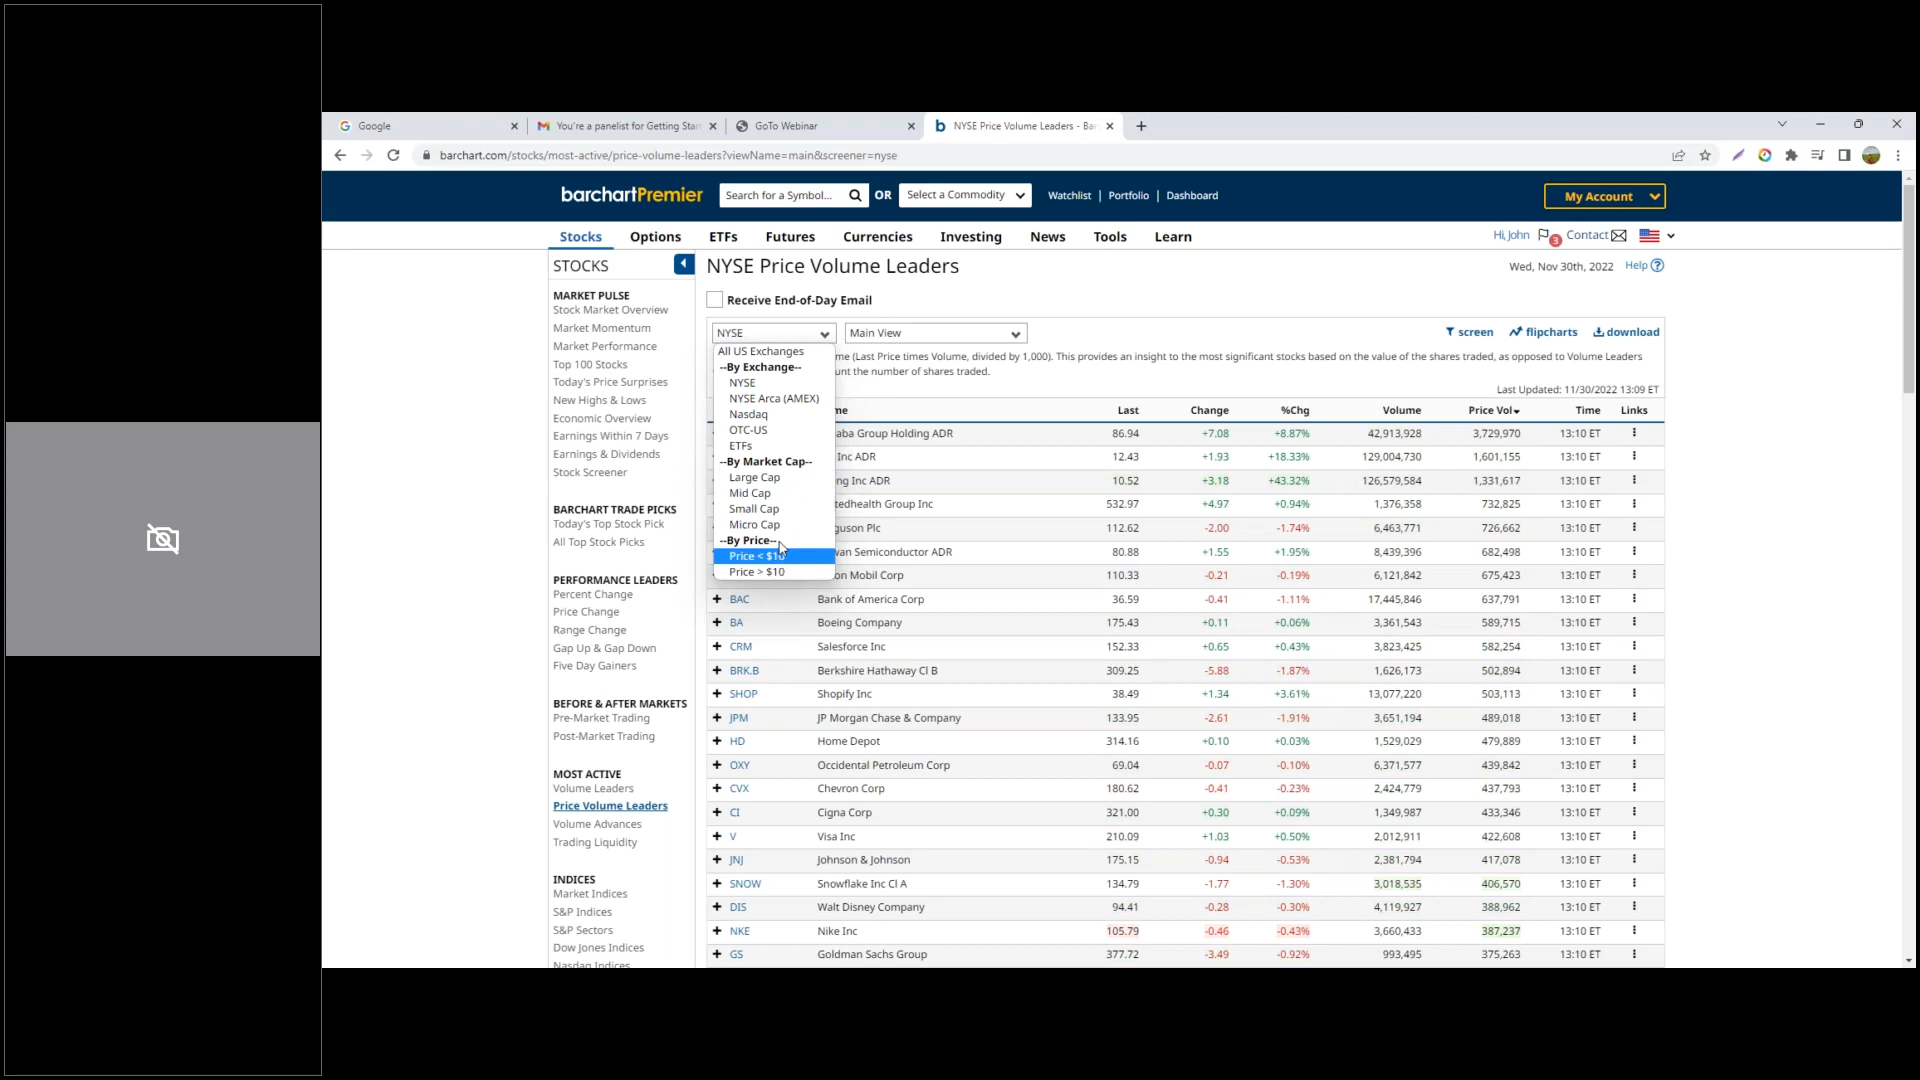 Google
You're a panelist for Getting Star
GoTo Webinar
NYSE Price Volume Leaders - Bar
barchart.com/stocks/most-active/price-volume-leaders?viewName=main&screener=nyse
barchartPremier
Search for a Symbol...
OR
Select a Commodity
Watchlist | Portfolio | Dashboard
My Account
Stocks Options ETFs Futures Currencies Investing News Tools Learn
Hi, John
3
Contact
STOCKS
MARKET PULSE
Stock Market Overview
Market Momentum
Market Performance
Top 100 Stocks
Today's Price Surprises
New Highs & Lows
Economic Overview
Earnings Within 7 Days
Earnings & Dividends
Stock Screener
BARCHART TRADE PICKS
Today's Top Stock Pick
All Top Stock Picks
PERFORMANCE LEADERS
Percent Change
Price Change
Range Change
Gap Up & Gap Down
Five Day Gainers
BEFORE & AFTER MARKETS
Pre-Market Trading
Post-Market Trading
MOST ACTIVE
Volume Leaders
Price Volume Leaders
Volume Advances
Trading Liquidity
INDICES
Market Indices
S&P Indices
S&P Sectors
Dow Jones Indices
Nasdaq Indices
NYSE Price Volume Leaders
Wed, Nov 30th, 2022 Help
Receive End-of-Day Email
NYSE
Main View
screen flipcharts download
All US Exchanges
--By Exchange--
NYSE
NYSE Arca (AMEX)
Nasdaq
OTC-US
ETFs
--By Market Cap--
Large Cap
Mid Cap
Small Cap
Micro Cap
--By Price--
Price < $10
Price > $10
me (Last Price times Volume, divided by 1,000). This provides an insight to the most significant stocks based on the value of the shares traded, as opposed to Volume Leaders
unt the number of shares traded.
Last Updated: 11/30/2022 13:09 ET
me Last Change %Chg Volume Price Vol Time Links
aba Group Holding ADR 86.94 +7.08 +8.87% 42,913,928 3,729,970 13:10 ET
Inc ADR 12.43 +1.93 +18.33% 129,004,730 1,601,155 13:10 ET
ng Inc ADR 10.52 +3.18 +43.32% 126,579,584 1,331,617 13:10 ET
tedhealth Group Inc 532.97 +4.97 +0.94% 1,376,358 732,825 13:10 ET
guson Plc 112.62 -2.00 -1.74% 6,463,771 726,662 13:10 ET
wan Semiconductor ADR 80.88 +1.55 +1.95% 8,439,396 682,498 13:10 ET
on Mobil Corp 110.33 -0.21 -0.19% 6,121,842 675,423 13:10 ET
+ BAC Bank of America Corp 36.59 -0.41 -1.11% 17,445,846 637,791 13:10 ET
+ BA Boeing Company 175.43 +0.11 +0.06% 3,361,543 589,715 13:10 ET
+ CRM Salesforce Inc 152.33 +0.65 +0.43% 3,823,425 582,254 13:10 ET
+ BRK.B Berkshire Hathaway Cl B 309.25 -5.88 -1.87% 1,626,173 502,894 13:10 ET
+ SHOP Shopify Inc 38.49 +1.34 +3.61% 13,077,220 503,113 13:10 ET
+ JPM JP Morgan Chase & Company 133.95 -2.61 -1.91% 3,651,194 489,018 13:10 ET
+ HD Home Depot 314.16 +0.10 +0.03% 1,529,029 479,889 13:10 ET
+ OXY Occidental Petroleum Corp 69.04 -0.07 -0.10% 6,371,577 439,842 13:10 ET
+ CVX Chevron Corp 180.62 -0.41 -0.23% 2,424,779 437,793 13:10 ET
+ CI Cigna Corp 321.00 +0.30 +0.09% 1,349,987 433,346 13:10 ET
+ V Visa Inc 210.09 +1.03 +0.50% 2,012,911 422,608 13:10 ET
+ JNJ Johnson & Johnson 175.15 -0.94 -0.53% 2,381,794 417,078 13:10 ET
+ SNOW Snowflake Inc Cl A 134.79 -1.77 -1.30% 3,018,535 406,570 13:10 ET
+ DIS Walt Disney Company 94.41 -0.28 -0.30% 4,119,927 388,962 13:10 ET
+ NKE Nike Inc 105.79 -0.46 -0.43% 3,660,433 387,237 13:10 ET
+ GS Goldman Sachs Group 377.72 -3.49 -0.92% 993,495 375,263 13:10 ET